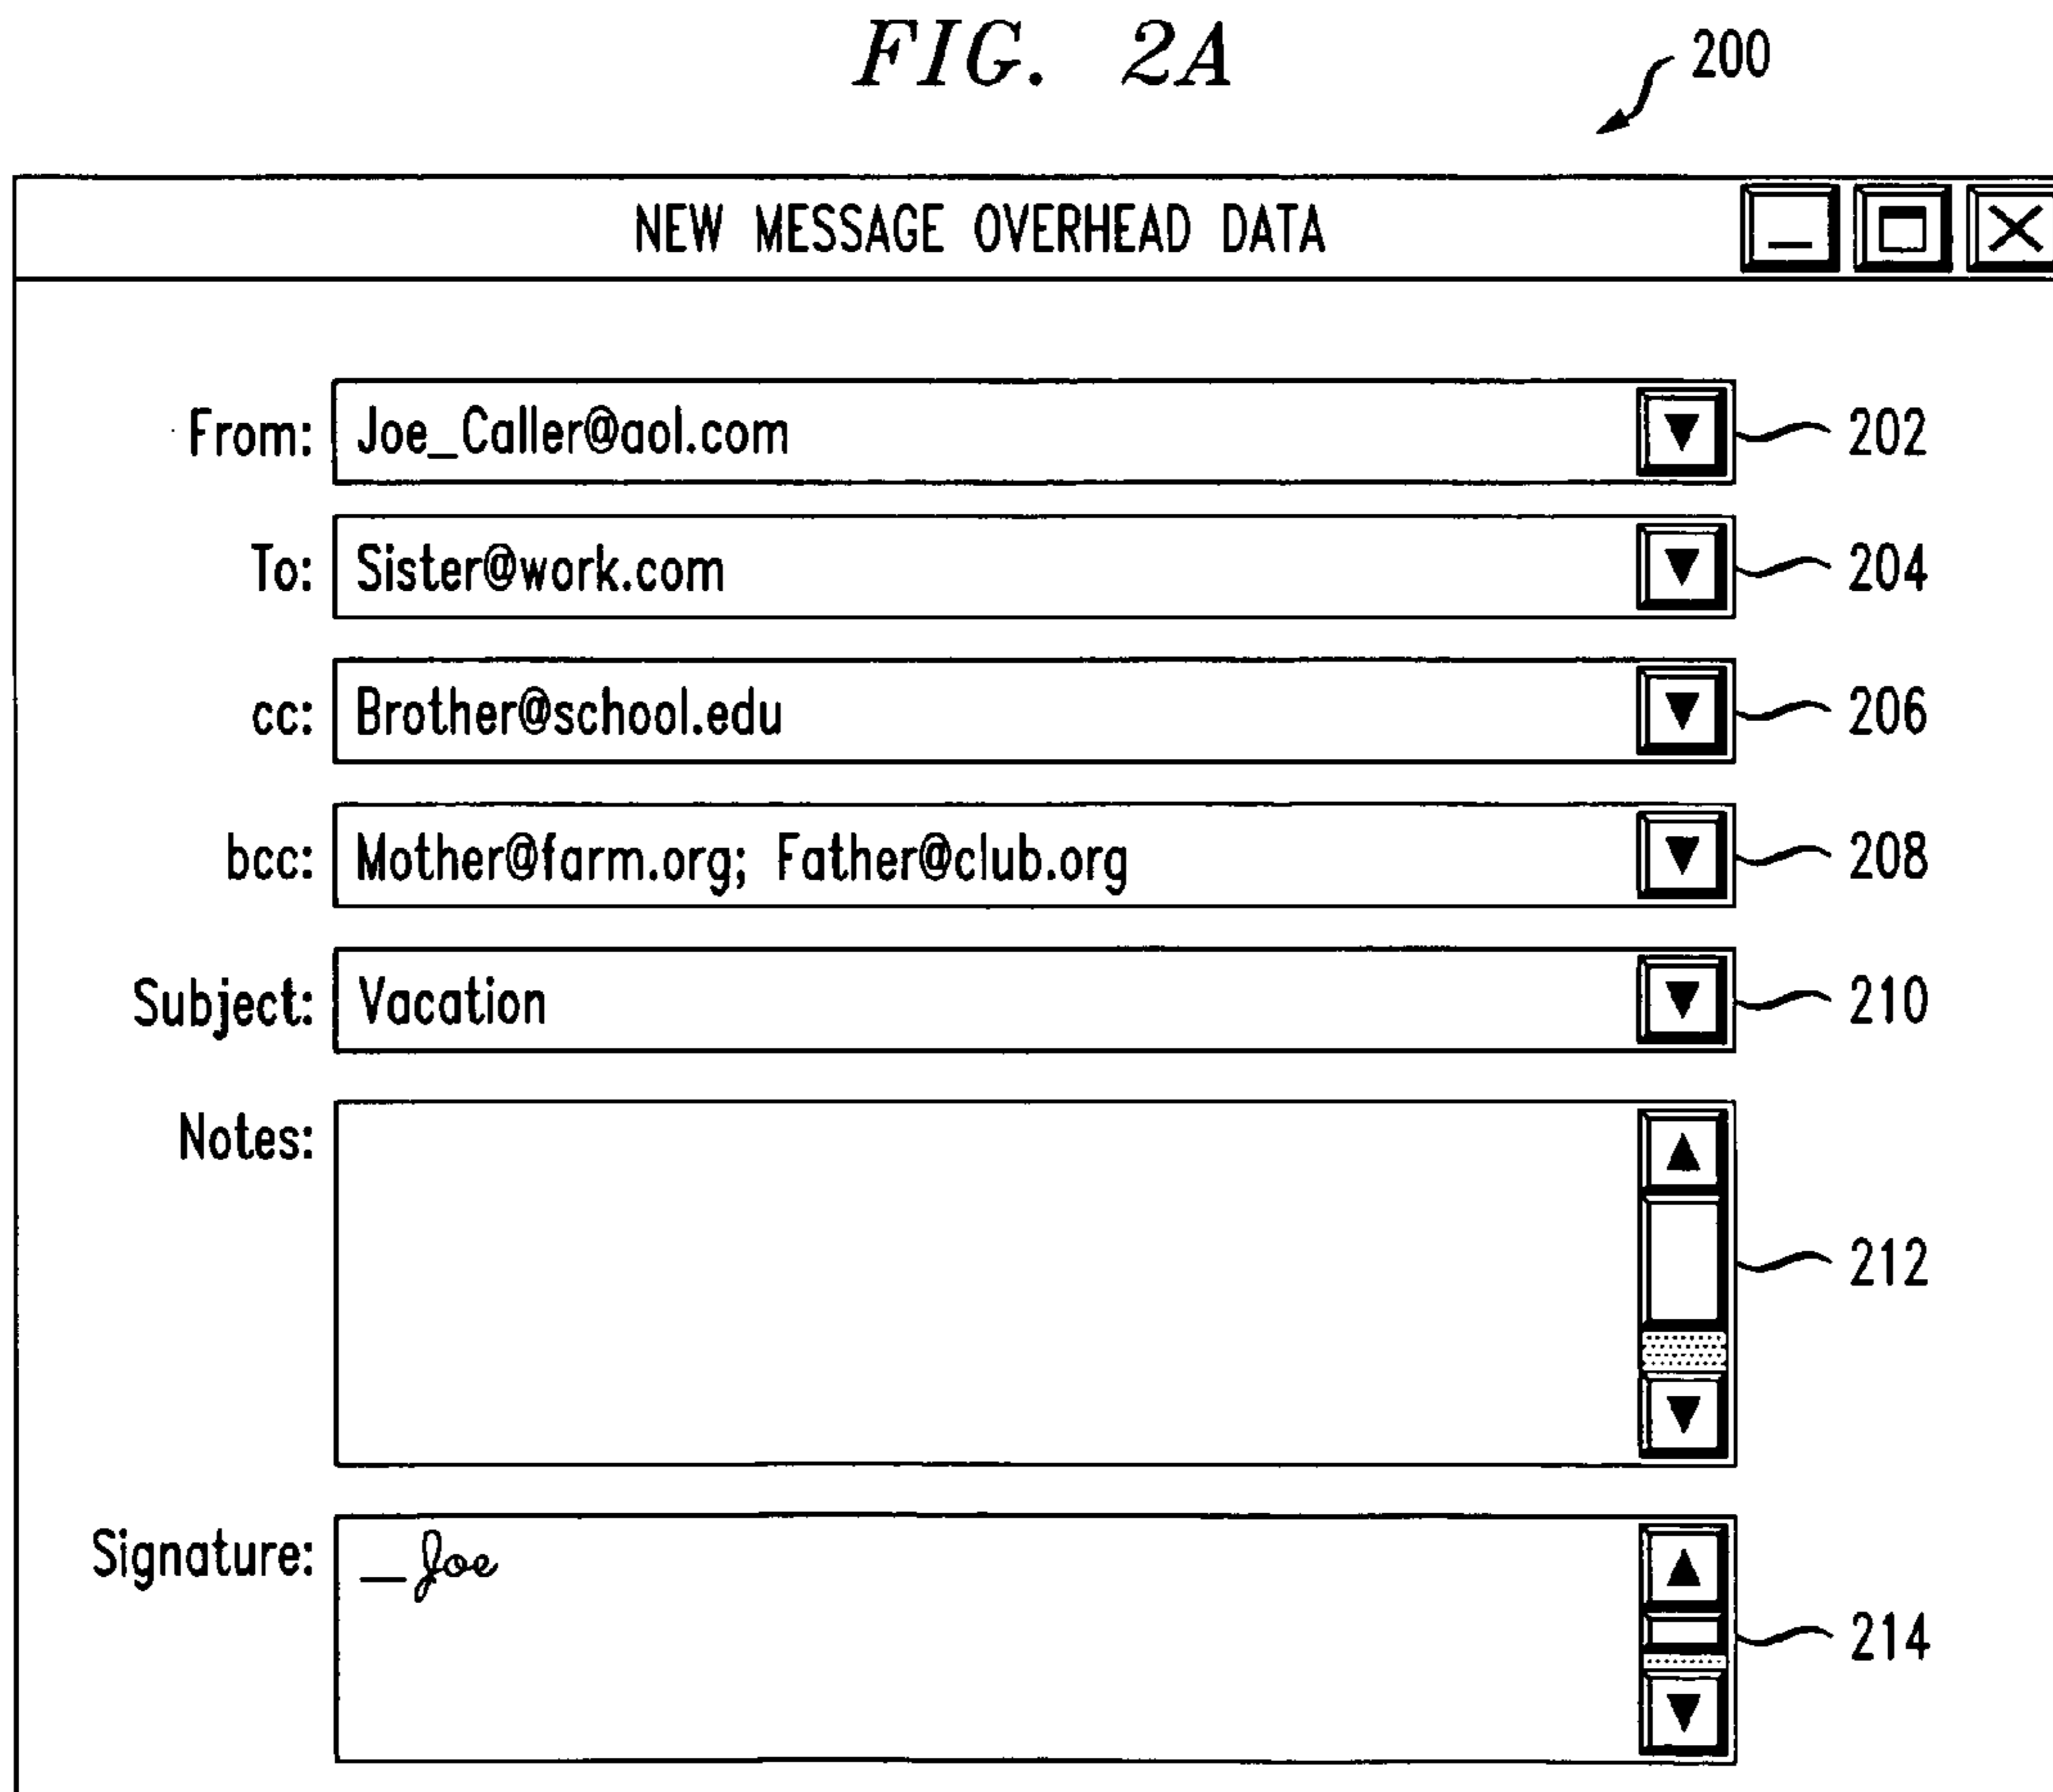 FIG. 2A
200
NEW MESSAGE OVERHEAD DATA
From: Joe_Caller@aol.com 202
To: Sister@work.com 204
cc: Brother@school.edu 206
bcc: Mother@farm.org; Father@club.org 208
Subject: Vacation 210
Notes: 212
Signature: _Joe 214